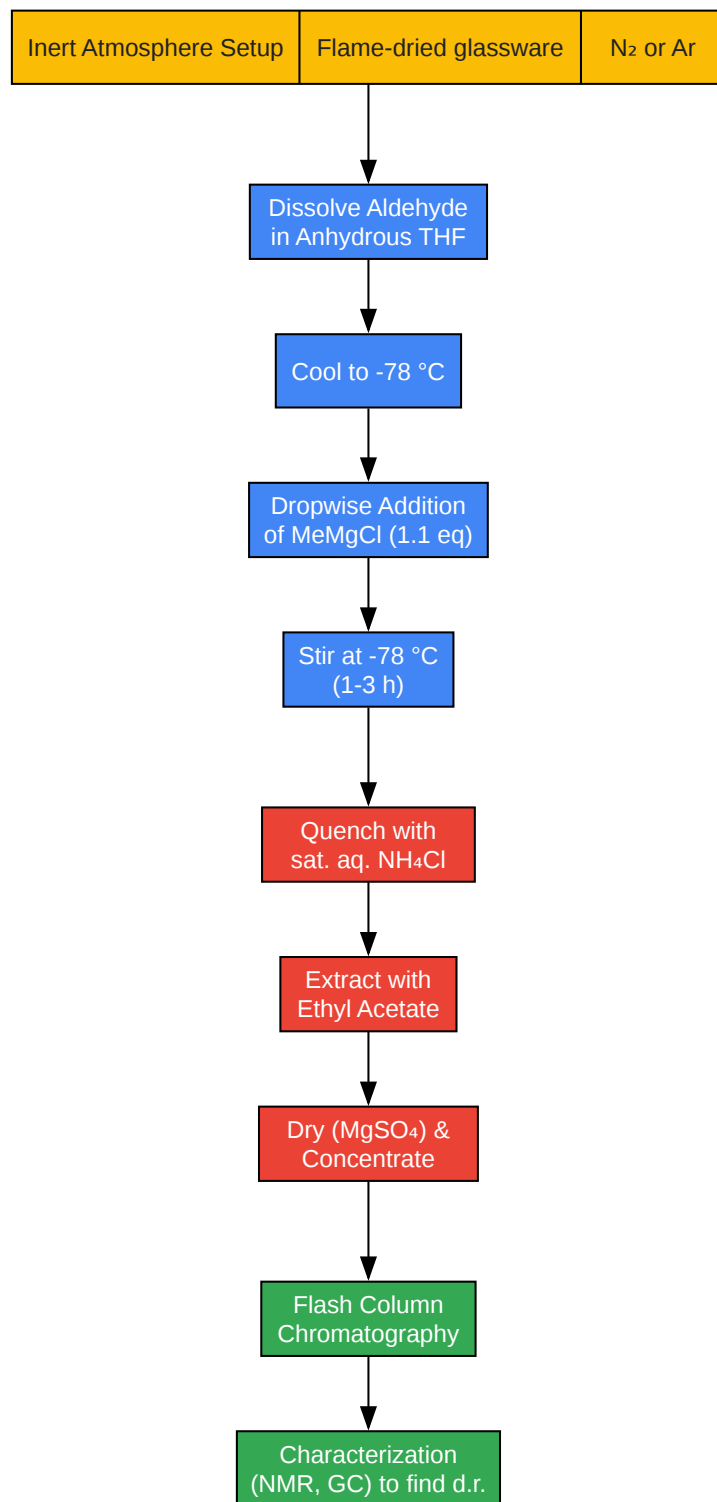 Inert Atmosphere Setup
Flame-dried glassware
N₂ or Ar
Dissolve Aldehyde
in Anhydrous THF
Cool to -78 °C
Dropwise Addition
of MeMgCl (1.1 eq)
Stir at -78 °C
(1-3 h)
Quench with
sat. aq. NH₄Cl
Extract with
Ethyl Acetate
Dry (MgSO₄) &
Concentrate
Flash Column
Chromatography
Characterization
(NMR, GC) to find d.r.